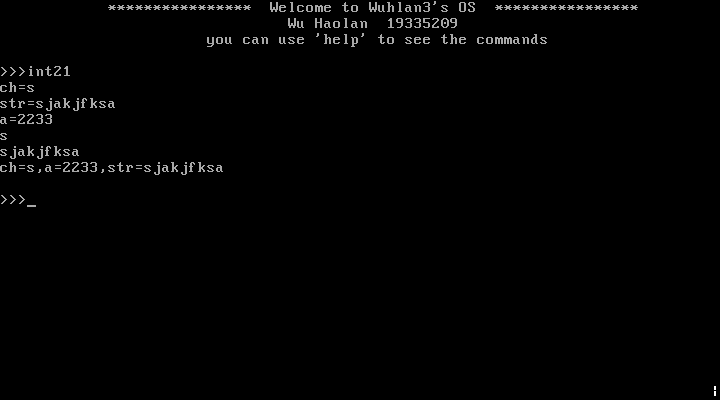 **************** Welcome to Wuhlan3's OS ****************
Wu Haolan 19335209
you can use 'help' to see the commands
>>>int21
ch=s
str=sjakjfksa
a=2233
s
sjakjfksa
ch=s,a=2233,str=sjakjfksa
>>>_